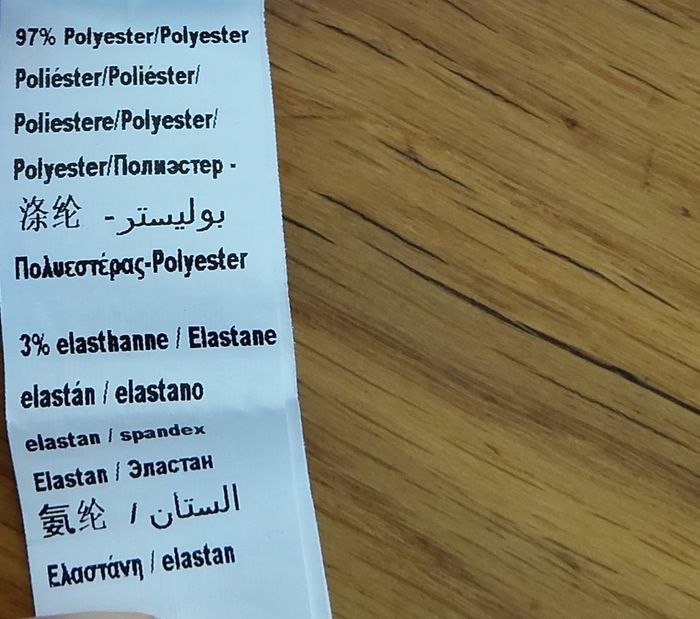 97% Polyester/Polyester
Poliéster/Poliéster/
Poliestere/Polyester/
Polyester/Полиэстер -
涤纶 -بوليستر
Πολυεστέρας-Polyester
3% elasthanne / Elastane
elastán / elastano
elastan / spandex
Elastan / Эластан
氨纶 / الستان
Ελαστάνη / elastan